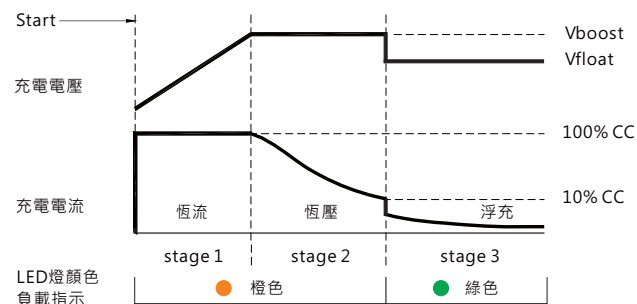 Start
Vboost
Vfloat
充電電壓
100% CC
10% CC
充電電流
恆流
恆壓
浮充
stage 1
stage 2
stage 3
LED燈顏色
負載指示
橙色
綠色